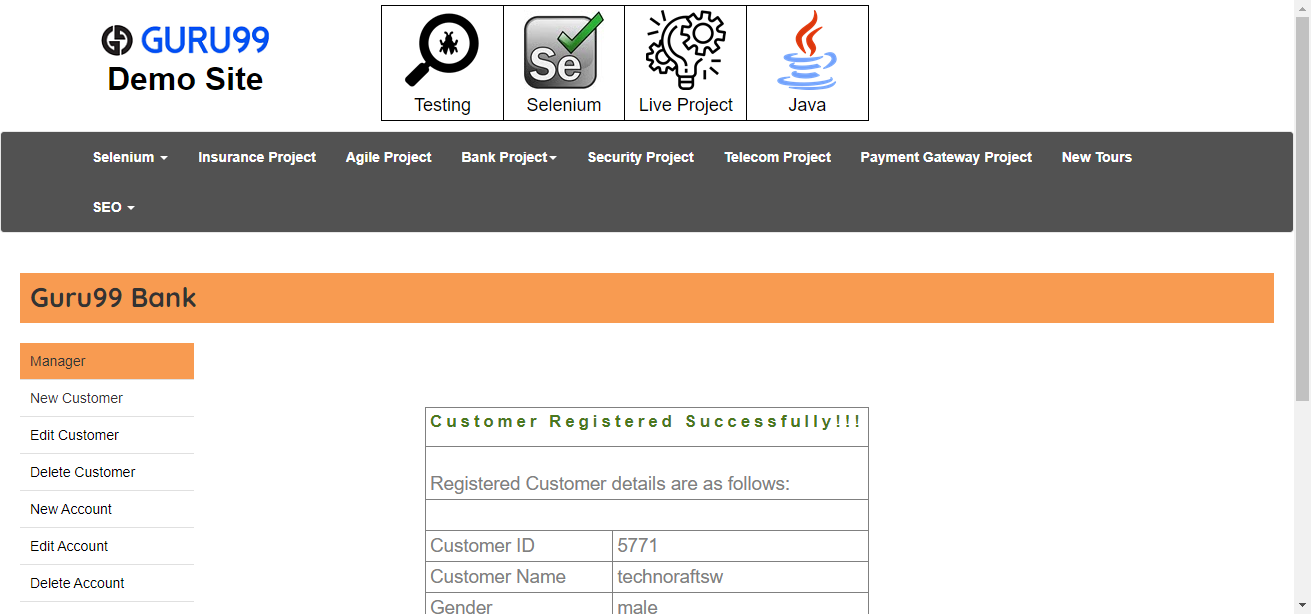 GURU99
Demo Site
Testing
Se
Selenium
Live Project
Java
Selenium
Insurance Project
Agile Project
Bank Project
Security Project
Telecom Project
Payment Gateway Project
New Tours
SEO
Guru99 Bank
Manager
New Customer
Edit Customer
Delete Customer
New Account
Edit Account
Delete Account
Customer Registered Successfully!!!
Registered Customer details are as follows:
Customer ID 5771
Customer Name technoraftsw
Gender male